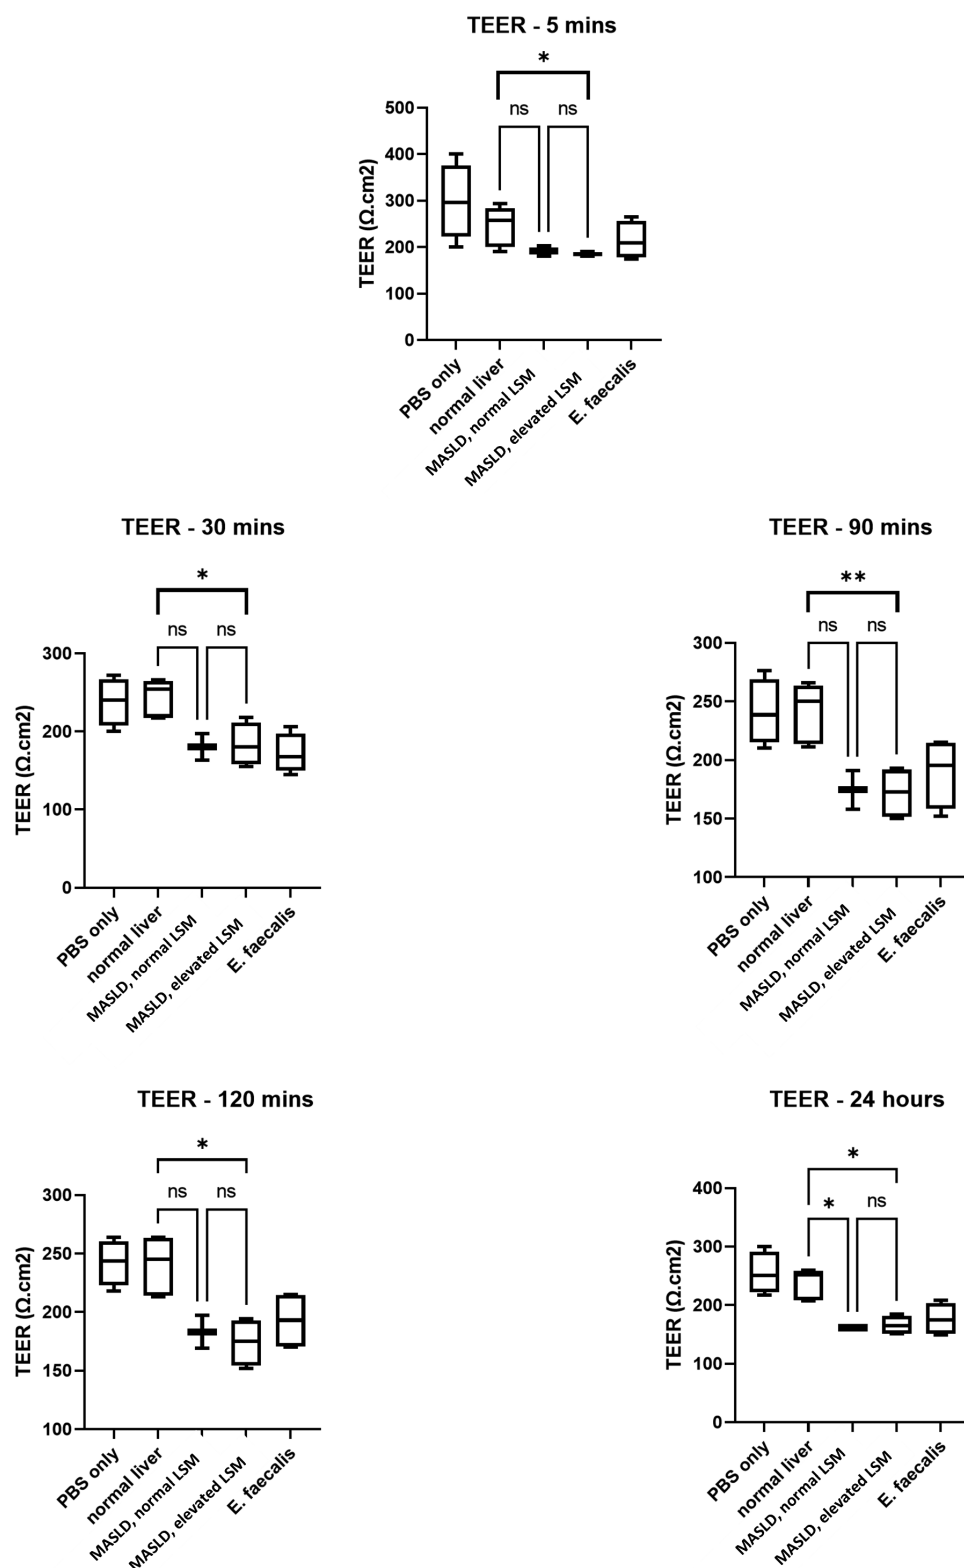 TEER - 5 mins
*
ns ns
500
400
300
200
100
0
TEER (Ω.cm2)
PBS only
normal liver
MASLD, normal LSM
MASLD, elevated LSM
E. faecalis
TEER - 30 mins
*
ns ns
300
200
100
0
TEER (Ω.cm2)
PBS only
normal liver
MASLD, normal LSM
MASLD, elevated LSM
E. faecalis
TEER - 90 mins
**
ns ns
300
250
200
150
100
TEER (Ω.cm2)
PBS only
normal liver
MASLD, normal LSM
MASLD, elevated LSM
E. faecalis
TEER - 120 mins
*
ns ns
300
250
200
150
100
TEER (Ω.cm2)
PBS only
normal liver
MASLD, normal LSM
MASLD, elevated LSM
E. faecalis
TEER - 24 hours
*
* ns
400
300
200
100
0
TEER (Ω.cm2)
PBS only
normal liver
MASLD, normal LSM
MASLD, elevated LSM
E. faecalis